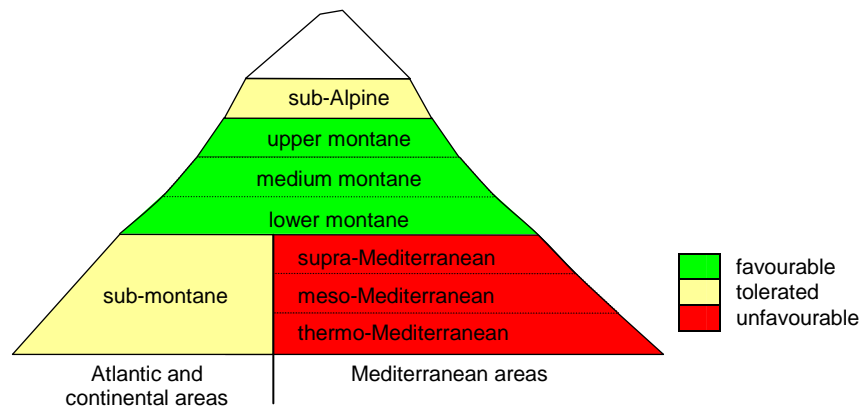 sub-Alpine
upper montane
medium montane
lower montane
sub-montane
supra-Mediterranean
meso-Mediterranean
thermo-Mediterranean
favourable
tolerated
unfavourable
Atlantic and
continental areas
Mediterranean areas